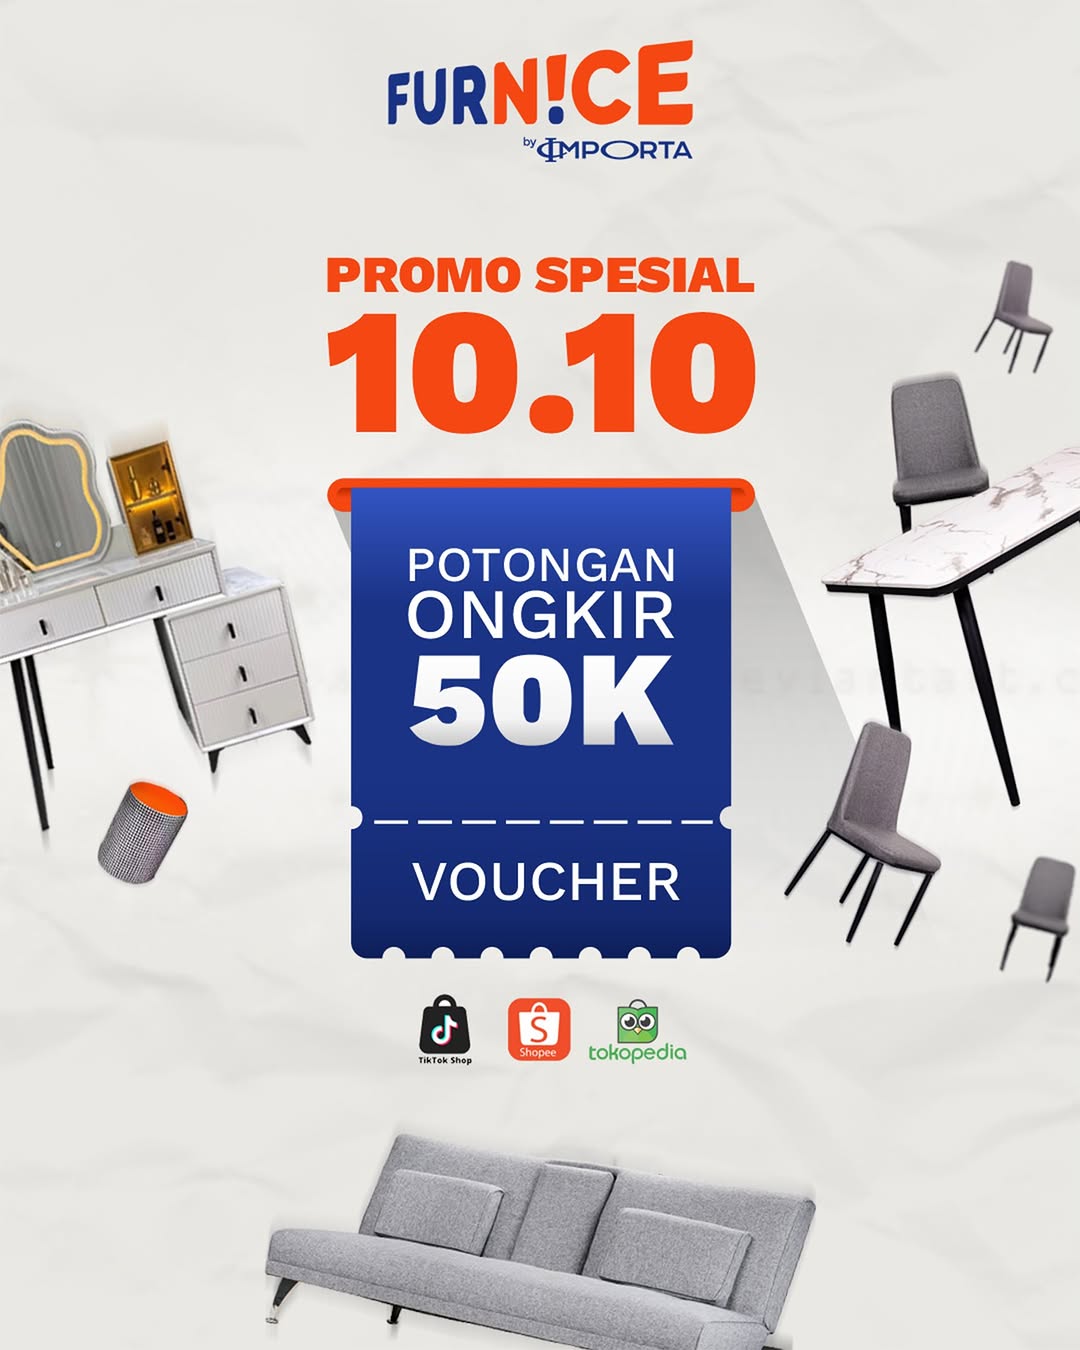 FURN!CE
by IMPORTA
PROMO SPESIAL
10.10
POTONGAN
ONGKIR
50K
VOUCHER
TikTok Shop
S
Shopee
tokopedia